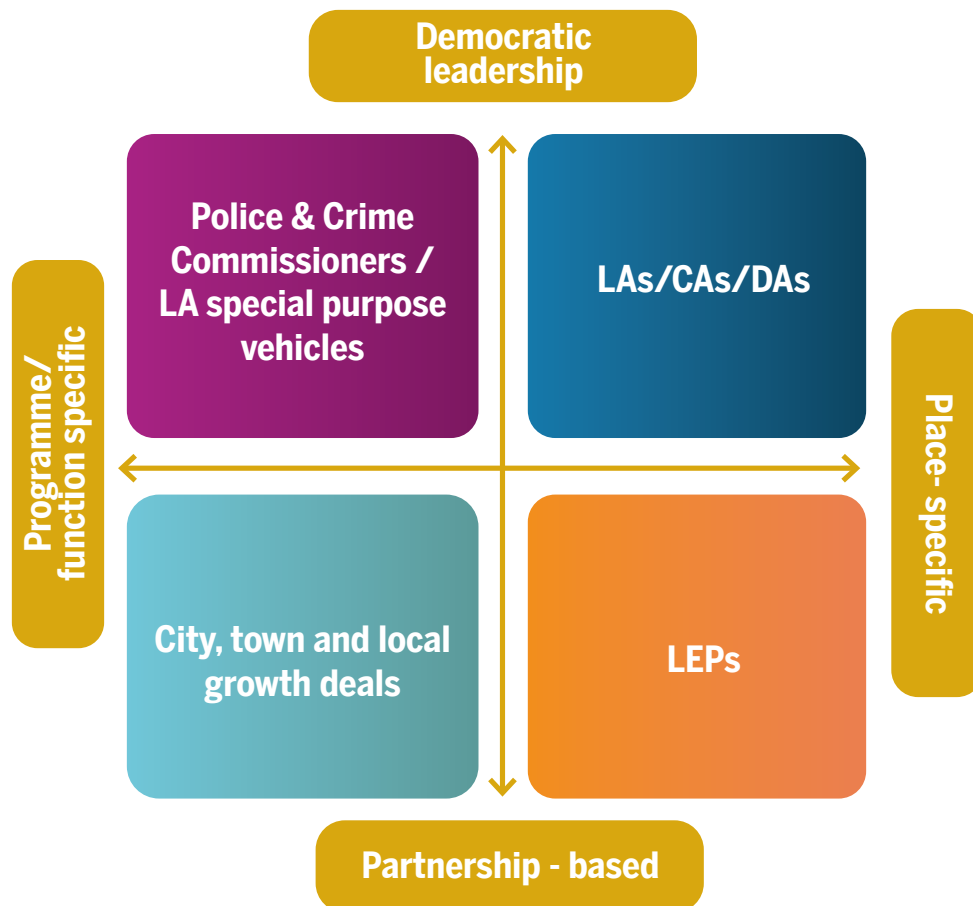 Democratic
leadership
Police & Crime
Commissioners /
LA special purpose
vehicles
LAs/CAs/DAs
Programme/
function specific
Place- specific
City, town and local
growth deals
LEPs
Partnership - based